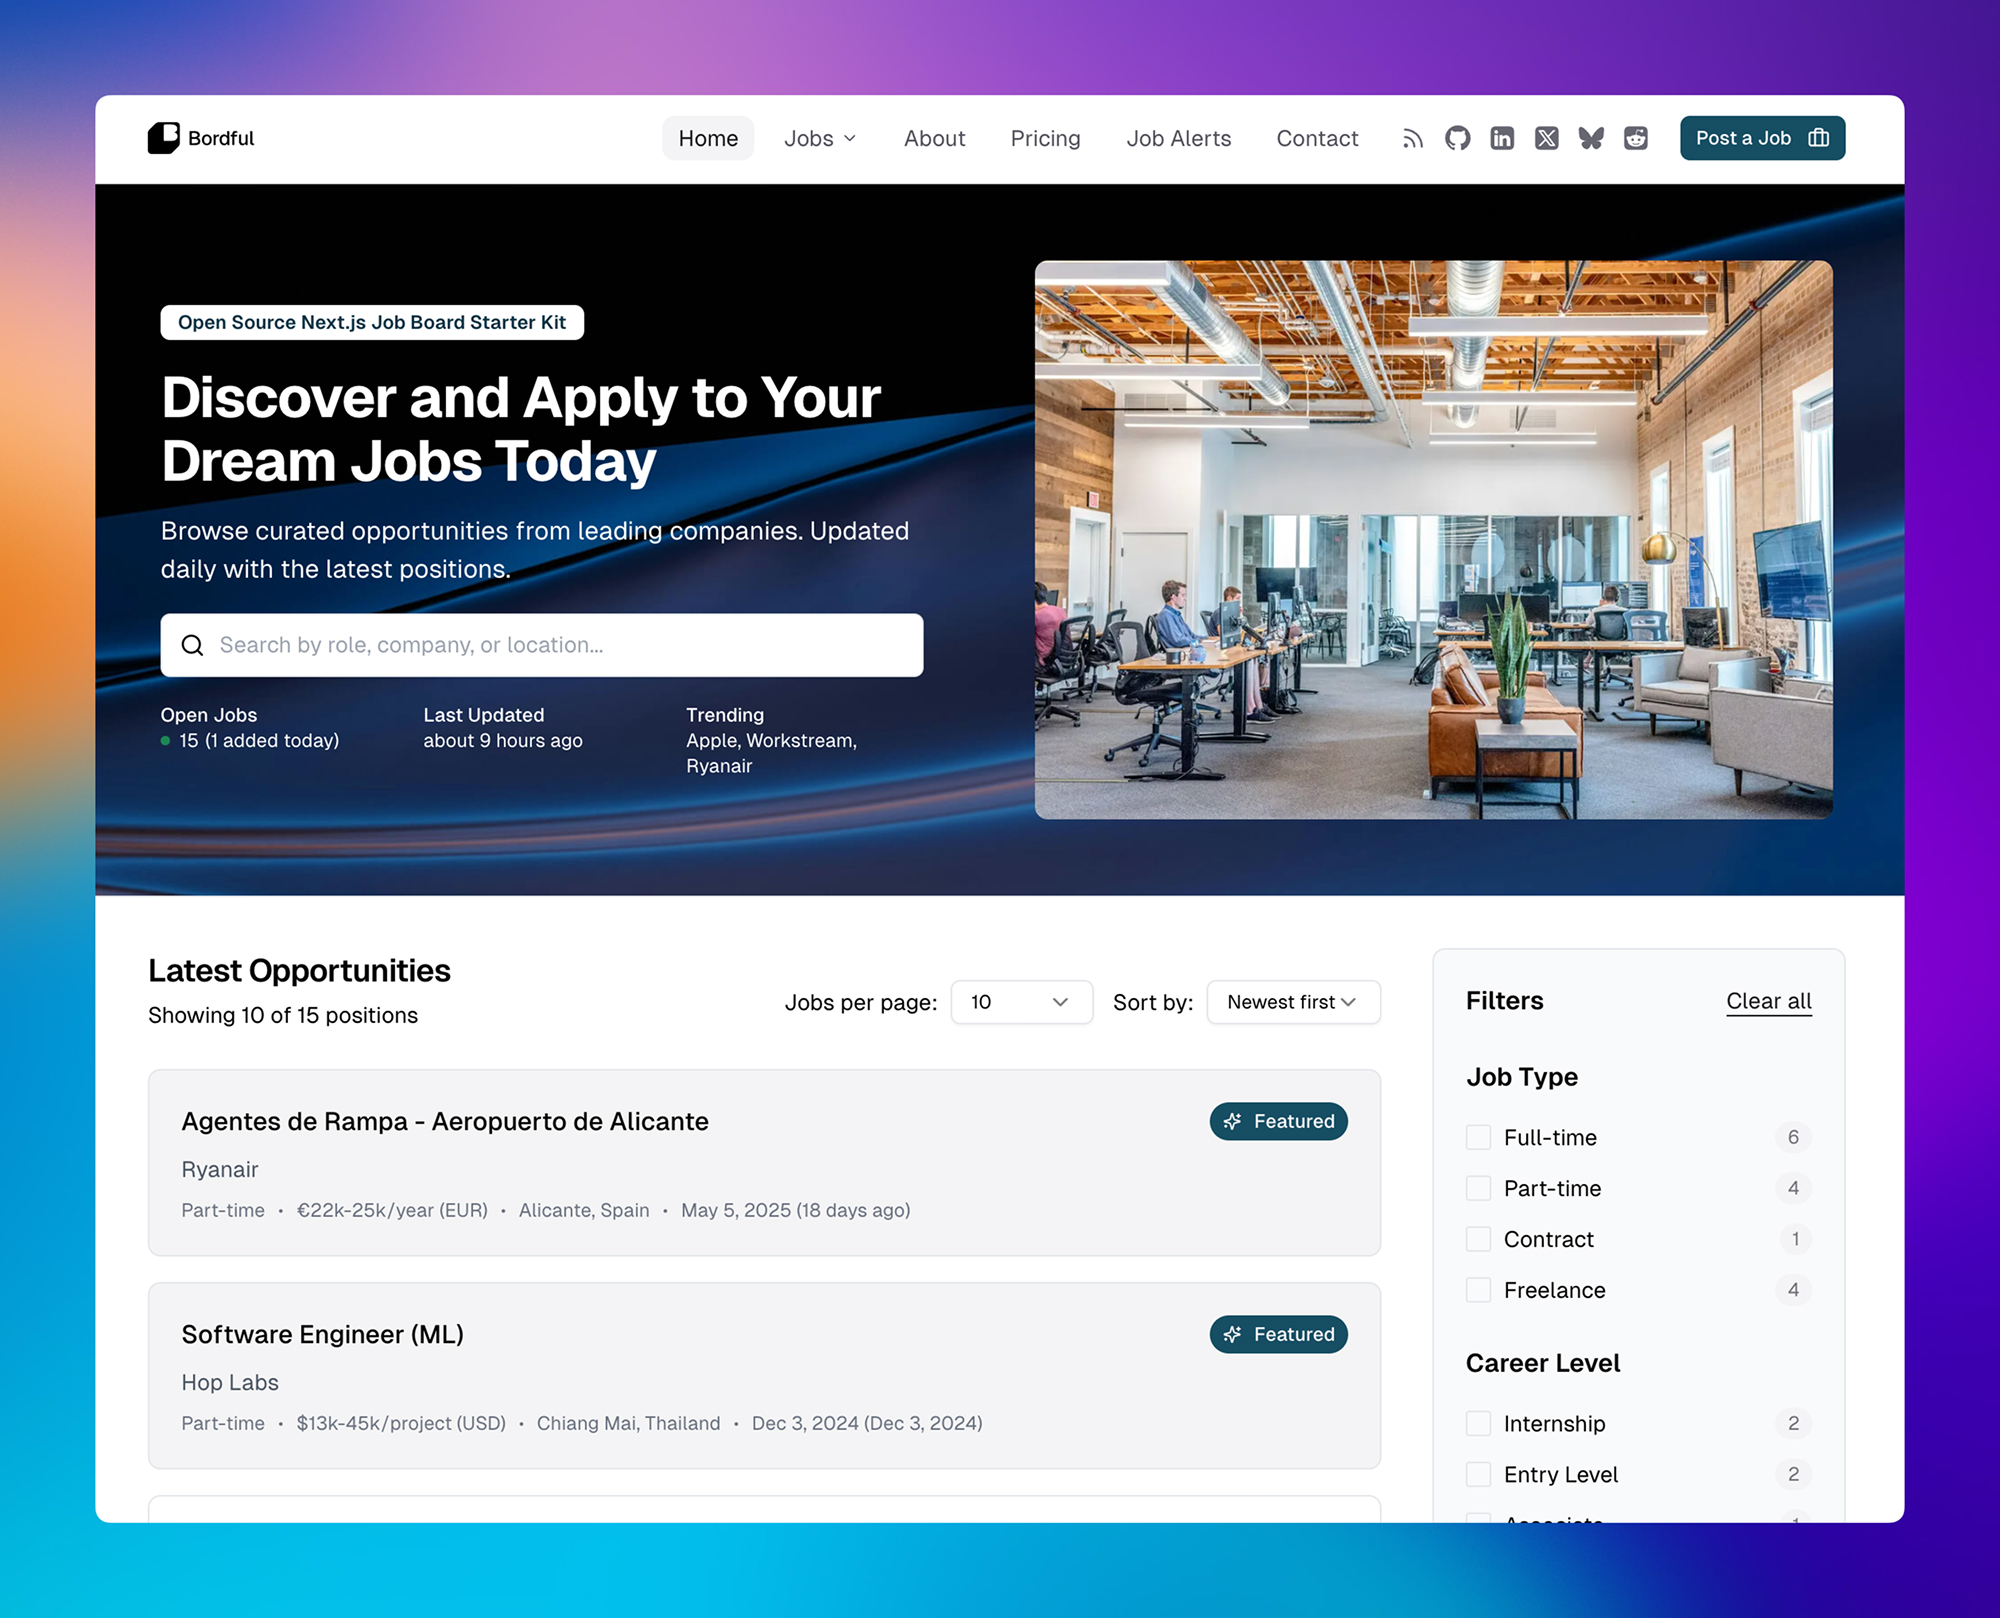 Bordful
Home
Jobs
About
Pricing
Job Alerts
Contact
Post a Job
Open Source Next.js Job Board Starter Kit
Discover and Apply to Your
Dream Jobs Today
Browse curated opportunities from leading companies. Updated
daily with the latest positions.
Search by role, company, or location...
Open Jobs
15 (1 added today)
Last Updated
about 9 hours ago
Trending
Apple, Workstream,
Ryanair
Latest Opportunities
Showing 10 of 15 positions
Jobs per page:
10
Sort by:
Newest first
Agentes de Rampa - Aeropuerto de Alicante
Featured
Ryanair
Part-time • €22k-25k/year (EUR) • Alicante, Spain • May 5, 2025 (18 days ago)
Software Engineer (ML)
Featured
Hop Labs
Part-time • $13k-45k/project (USD) • Chiang Mai, Thailand • Dec 3, 2024 (Dec 3, 2024)
Filters
Clear all
Job Type
Full-time 6
Part-time 4
Contract 1
Freelance 4
Career Level
Internship 2
Entry Level 2
Associate 1